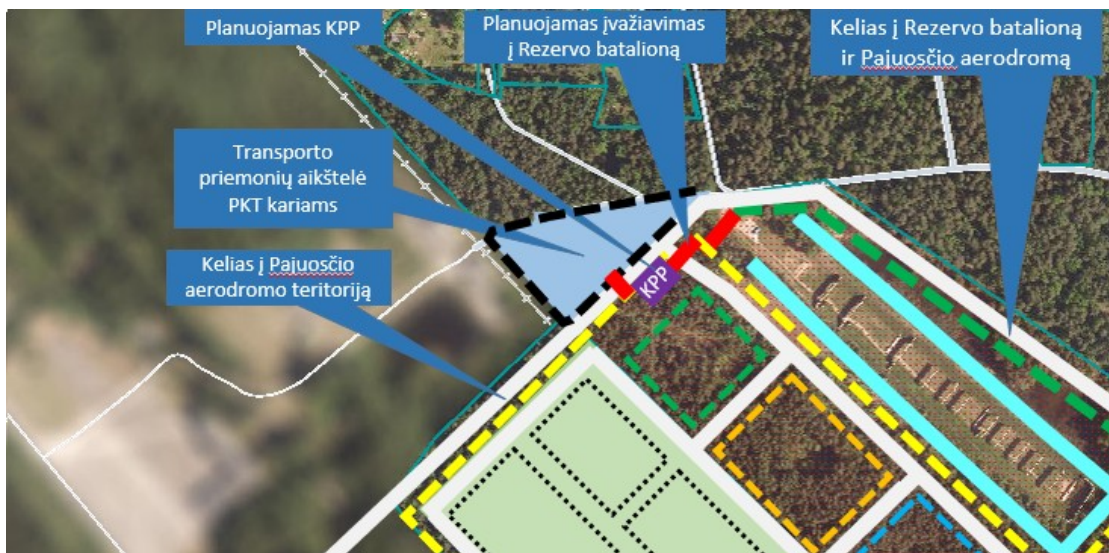 Planuojamas KPP
Planuojamas įvažiavimas
į Rezervo batalioną
Kelias į Rezervo batalioną
ir Pajuosčio aerodromą
Transporto
priemonių aikštelė
PKT kariams
Kelias į Pajuosčio
aerodromo teritoriją
KPP